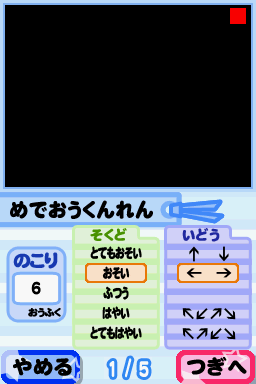 めでおうくんれん
のこり
6
おうふく
そくど
とてもおそい
おそい
ふつう
はやい
とてもはやい
いどう
↑ ↓
← →
↖↙↗↘
↖↗↙↘
やめる
1/5
つぎへ